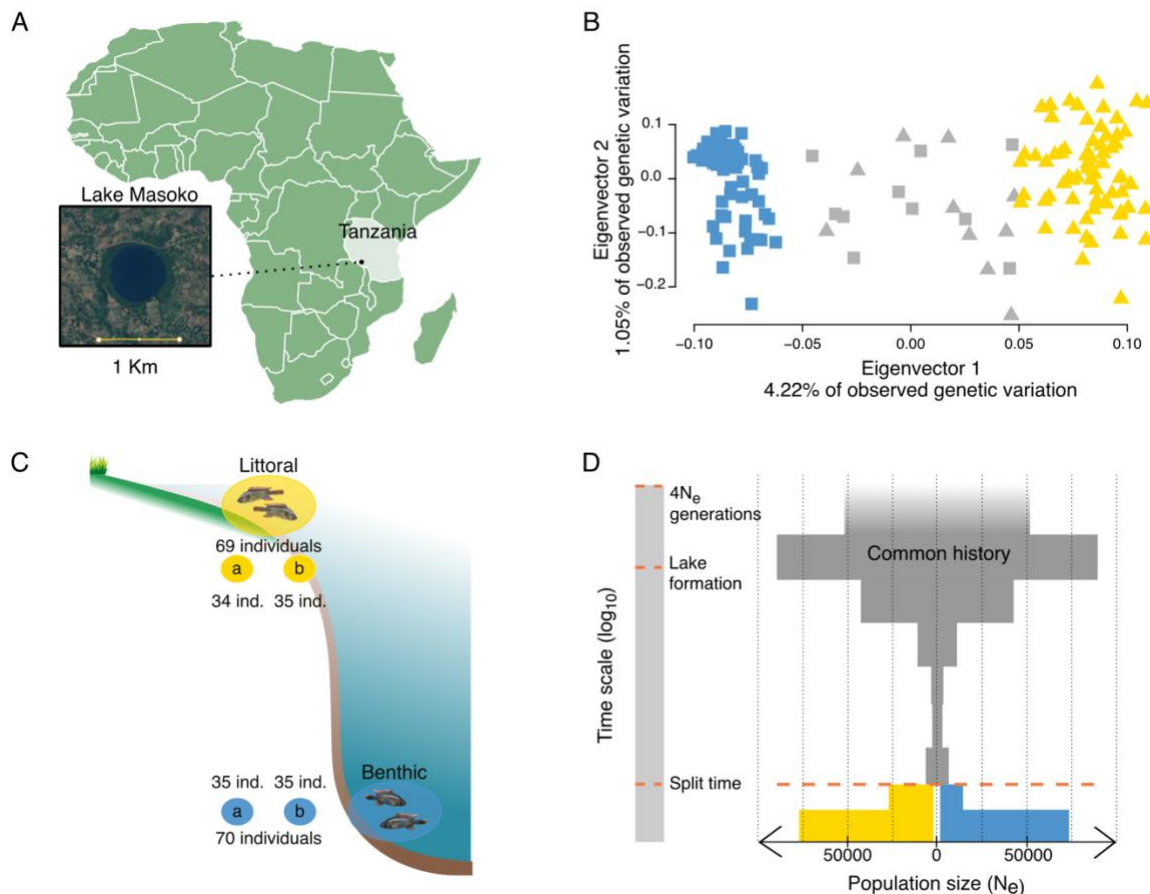 A
Lake Masoko
Tanzania
1 Km
B
Eigenvector 2
1.05% of observed genetic variation
0.1
0.0
−0.1
−0.2
−0.10
−0.05
0.00
0.05
0.10
Eigenvector 1
4.22% of observed genetic variation
C
Littoral
69 individuals
a b
34 ind. 35 ind.
Benthic
35 ind. 35 ind.
a b
70 individuals
D
Time scale (log10)
4Ne
generations
Lake
formation
Split time
Common history
50000 0 50000
Population size (Ne)